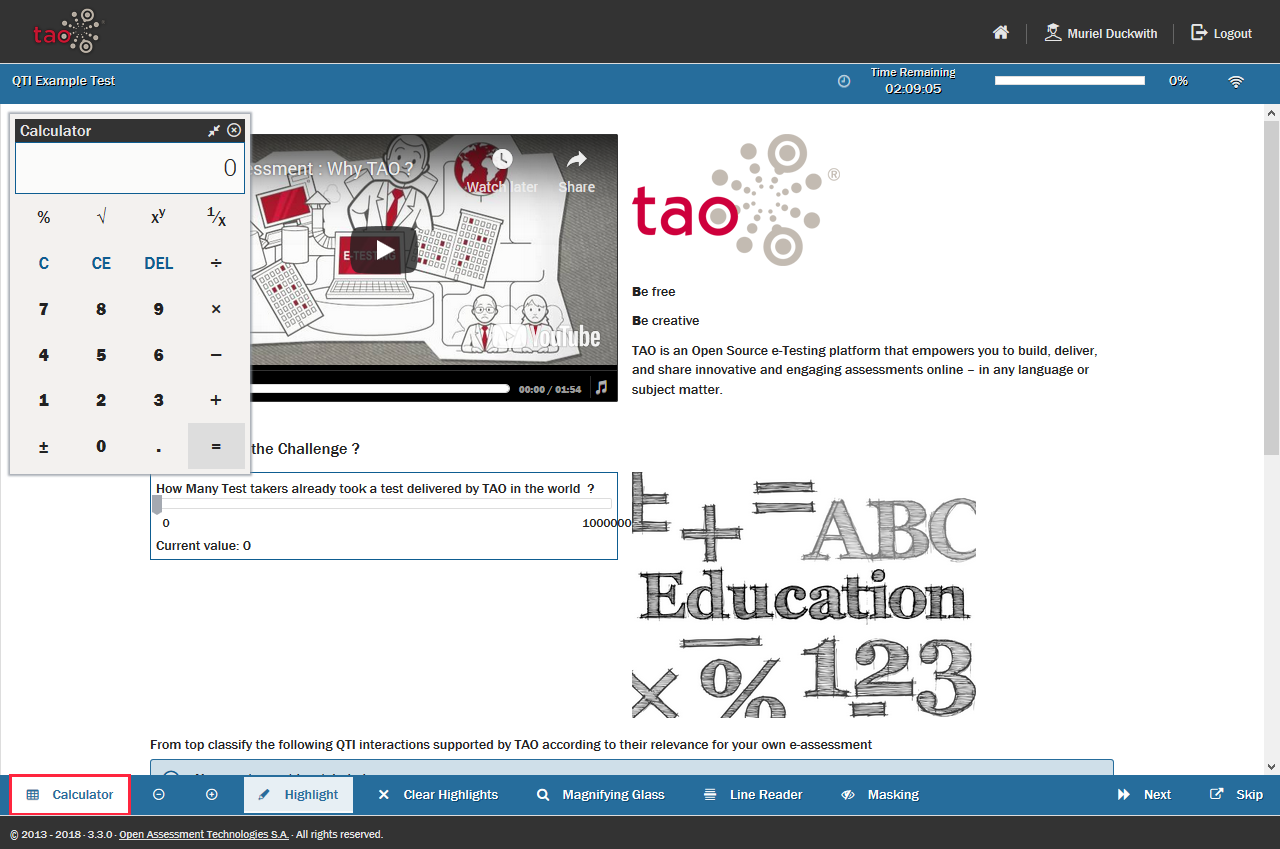 tao
Muriel Duckwith
Logout
QTI Example Test
Time Remaining
02:09:05
0%
Calculator
0
% √ xʸ ¹/x
C CE DEL ÷
7 8 9 ×
4 5 6 −
1 2 3 +
± 0 . =
ssment : Why TAO ?
Watch later
Share
E-TESTING
YouTube
00:00 / 01:54
tao®
Be free
Be creative
TAO is an Open Source e-Testing platform that empowers you to build, deliver,
and share innovative and engaging assessments online – in any language or
subject matter.
the Challenge ?
How Many Test takers already took a test delivered by TAO in the world ?
0
1000000
Current value: 0
± + =
ABC
Education
× % 123
From top classify the following QTI interactions supported by TAO according to their relevance for your own e-assessment
Calculator
Highlight
Clear Highlights
Magnifying Glass
Line Reader
Masking
Next
Skip
© 2013 - 2018 · 3.3.0 · Open Assessment Technologies S.A. · All rights reserved.